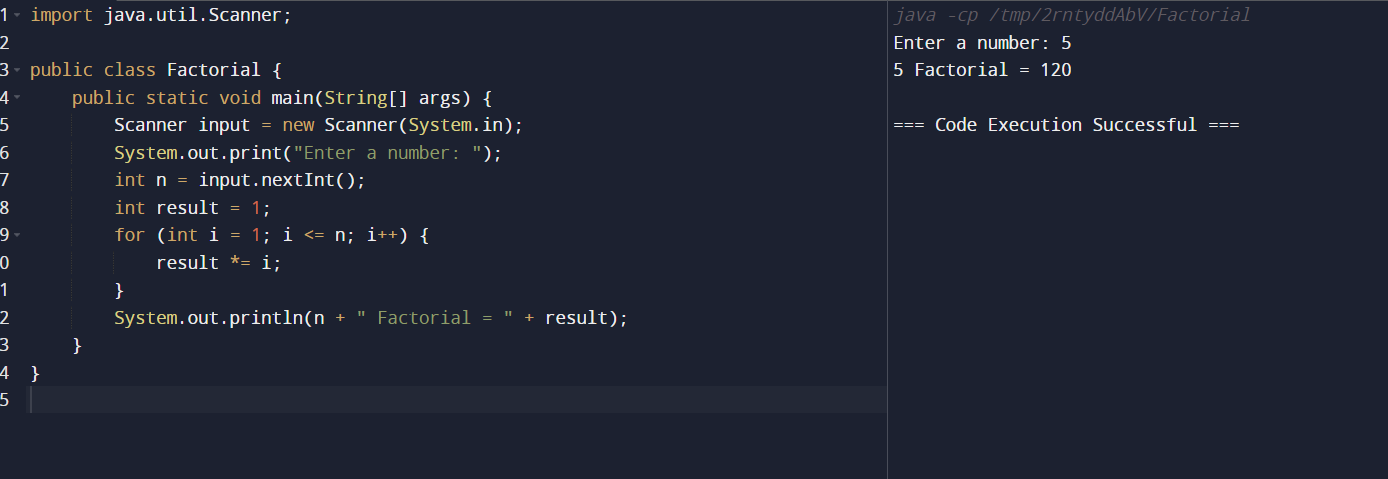 1 import java.util.Scanner;
2
3 public class Factorial {
4     public static void main(String[] args) {
5         Scanner input = new Scanner(System.in);
6         System.out.print("Enter a number: ");
7         int n = input.nextInt();
8         int result = 1;
9         for (int i = 1; i <= n; i++) {
0             result *= i;
1         }
2         System.out.println(n + " Factorial = " + result);
3     }
4 }
5
java -cp /tmp/2rntyddAbV/Factorial
Enter a number: 5
5 Factorial = 120
=== Code Execution Successful ===